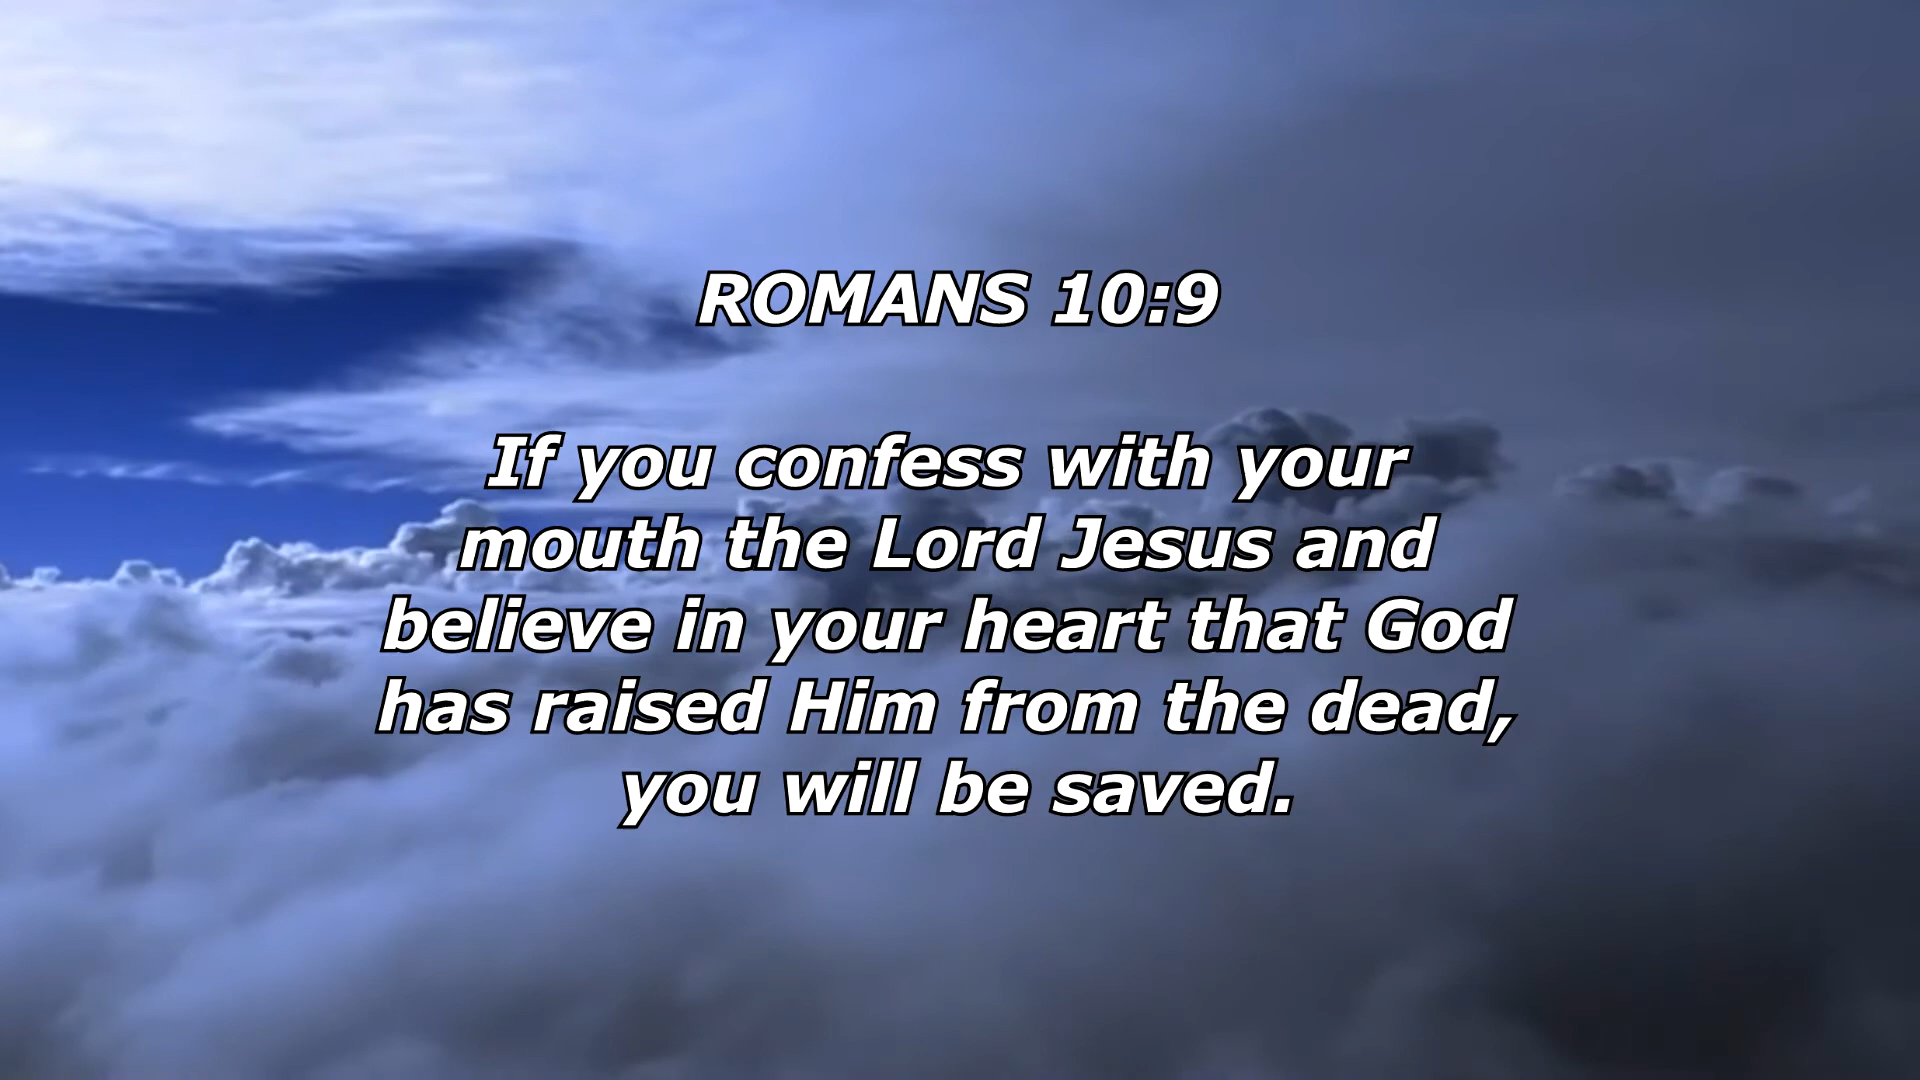 ROMANS 10:9
If you confess with your
mouth the Lord Jesus and
believe in your heart that God
has raised Him from the dead,
you will be saved.